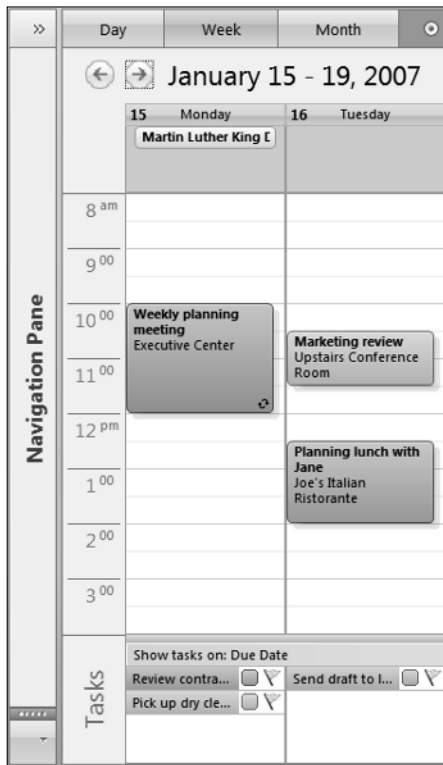 » Day Week Month
January 15 - 19, 2007
15 Monday 16 Tuesday
Martin Luther King
8 am
9 00
10 00
11 00
12 pm
1 00
2 00
3 00
Weekly planning
meeting
Executive Center
Marketing review
Upstairs Conference
Room
Planning lunch with
Jane
Joe's Italian
Ristorante
Navigation Pane
Tasks
Show tasks on: Due Date
Review contra... Send draft to l...
Pick up dry cle...